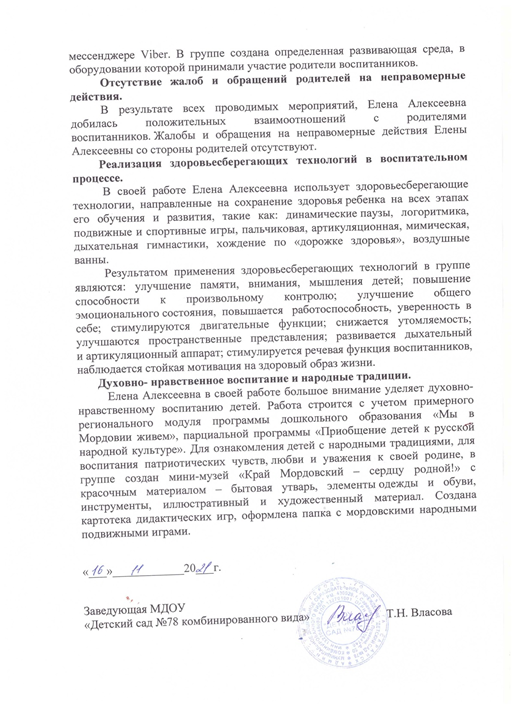 мессенджере Viber. В группе создана определенная развивающая среда, в
оборудовании которой принимали участие родители воспитанников.
Отсутствие жалоб и обращений родителей на неправомерные
действия.
В результате всех проводимых мероприятий, Елена Алексеевна
добилась положительных взаимоотношений с родителями
воспитанников. Жалобы и обращения на неправомерные действия Елены
Алексеевны со стороны родителей отсутствуют.
Реализация здоровьесберегающих технологий в воспитательном
процессе.
В своей работе Елена Алексеевна использует здоровьесберегающие
технологии, направленные на сохранение здоровья ребенка на всех этапах
его обучения и развития, такие как: динамические паузы, логоритмика,
подвижные и спортивные игры, пальчиковая, артикуляционная, мимическая,
дыхательная гимнастики, хождение по «дорожке здоровья», воздушные
ванны.
Результатом применения здоровьесберегающих технологий в группе
являются: улучшение памяти, внимания, мышления детей; повышение
способности к произвольному контролю; улучшение общего
эмоционального состояния, повышается работоспособность, уверенность в
себе; стимулируются двигательные функции; снижается утомляемость;
улучшаются пространственные представления; развивается дыхательный
и артикуляционный аппарат; стимулируется речевая функция воспитанников,
наблюдается стойкая мотивация на здоровый образ жизни.
Духовно- нравственное воспитание и народные традиции.
Елена Алексеевна в своей работе большое внимание уделяет духовно-
нравственному воспитанию детей. Работа строится с учетом примерного
регионального модуля программы дошкольного образования «Мы в
Мордовии живем», парциальной программы «Приобщение детей к русской
народной культуре». Для ознакомления детей с народными традициями, для
воспитания патриотических чувств, любви и уважения к своей родине, в
группе создан мини-музей «Край Мордовский – сердцу родной!» с
красочным материалом – бытовая утварь, элементы одежды и обуви,
инструменты, иллюстративный и художественный материал. Создана
картотека дидактических игр, оформлена папка с мордовскими народными
подвижными играми.
«16» 11 2021 г.
Заведующая МДОУ
«Детский сад №78 комбинированного вида» Т.Н. Власова